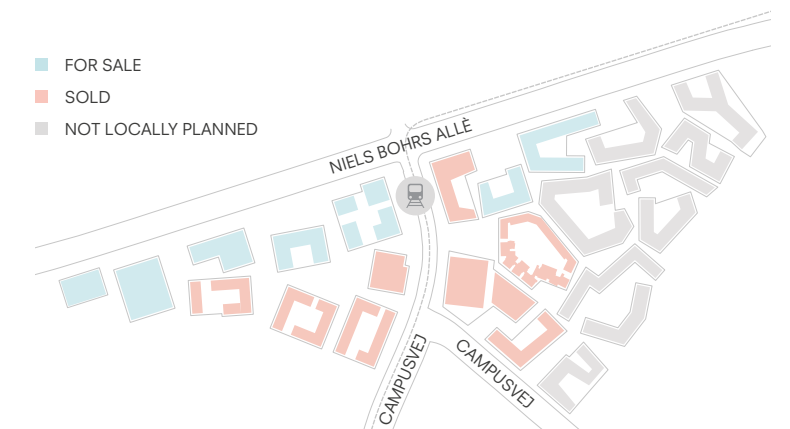 FOR SALE
SOLD
NOT LOCALLY PLANNED
NIELS BOHRS ALLÈ
CAMPUSVEJ
CAMPUSVEJ